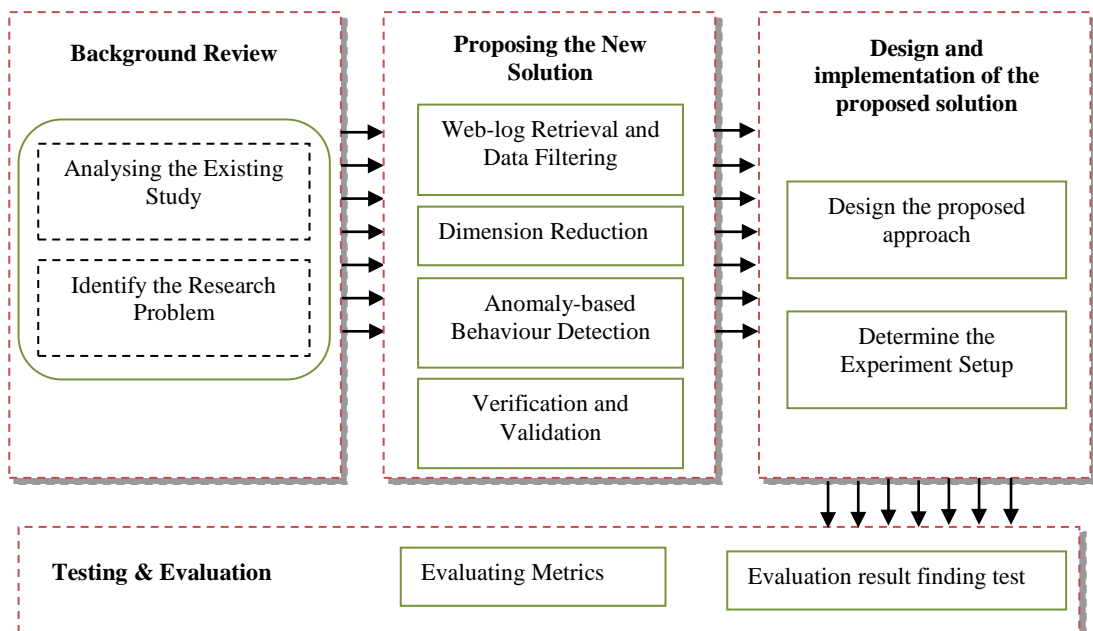 Background Review
Analysing the Existing
Study
Identify the Research
Problem
Proposing the New
Solution
Web-log Retrieval and
Data Filtering
Dimension Reduction
Anomaly-based
Behaviour Detection
Verification and
Validation
Design and
implementation of the
proposed solution
Design the proposed
approach
Determine the
Experiment Setup
Testing & Evaluation
Evaluating Metrics
Evaluation result finding test